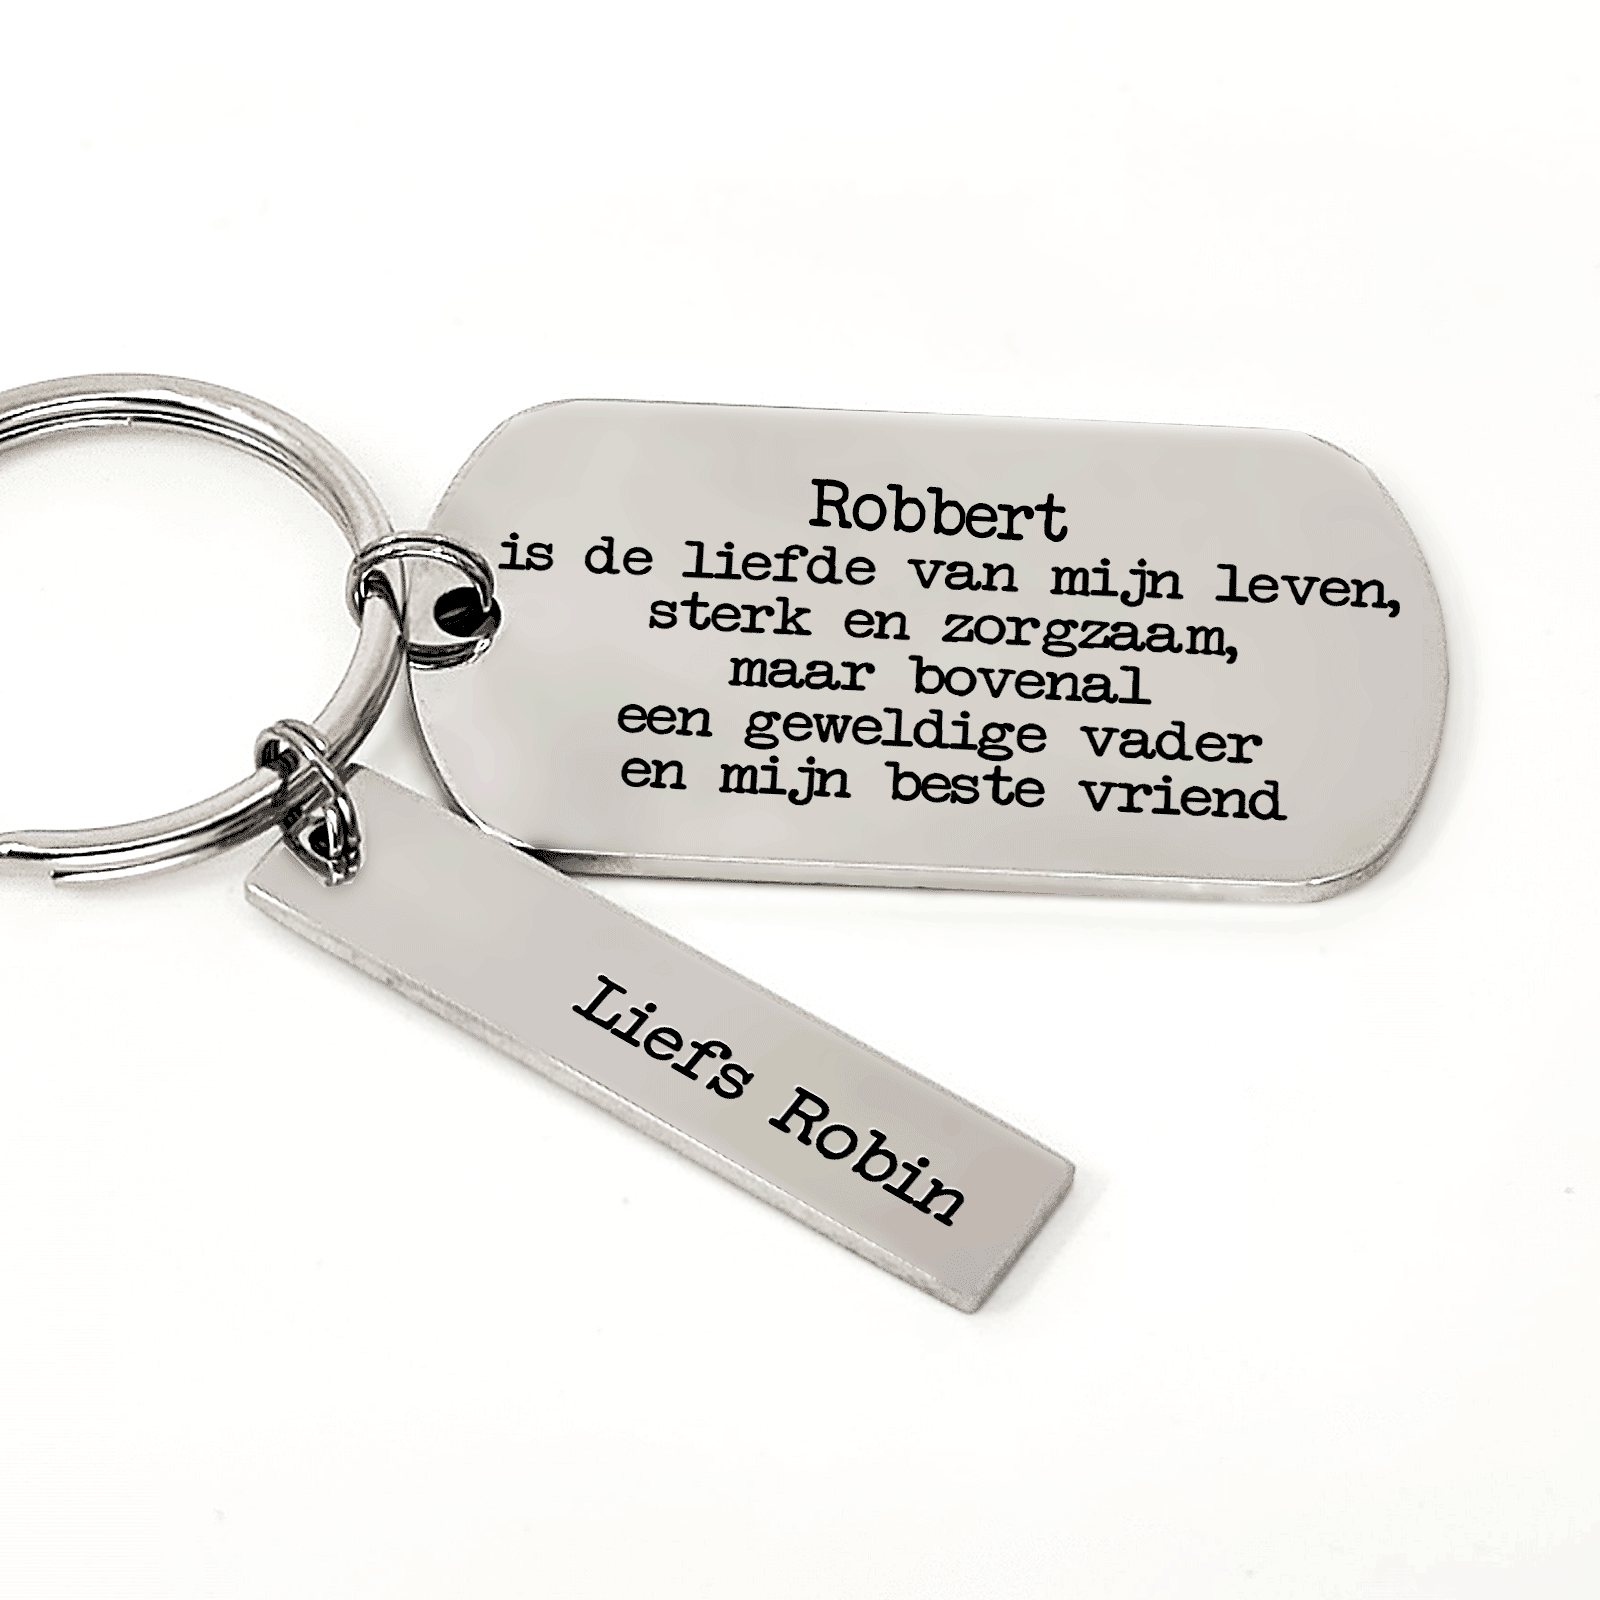 Robbert
is de liefde van mijn leven,
sterk en zorgzaam,
maar bovenal
een geweldige vader
en mijn beste vriend
Liefs Robin